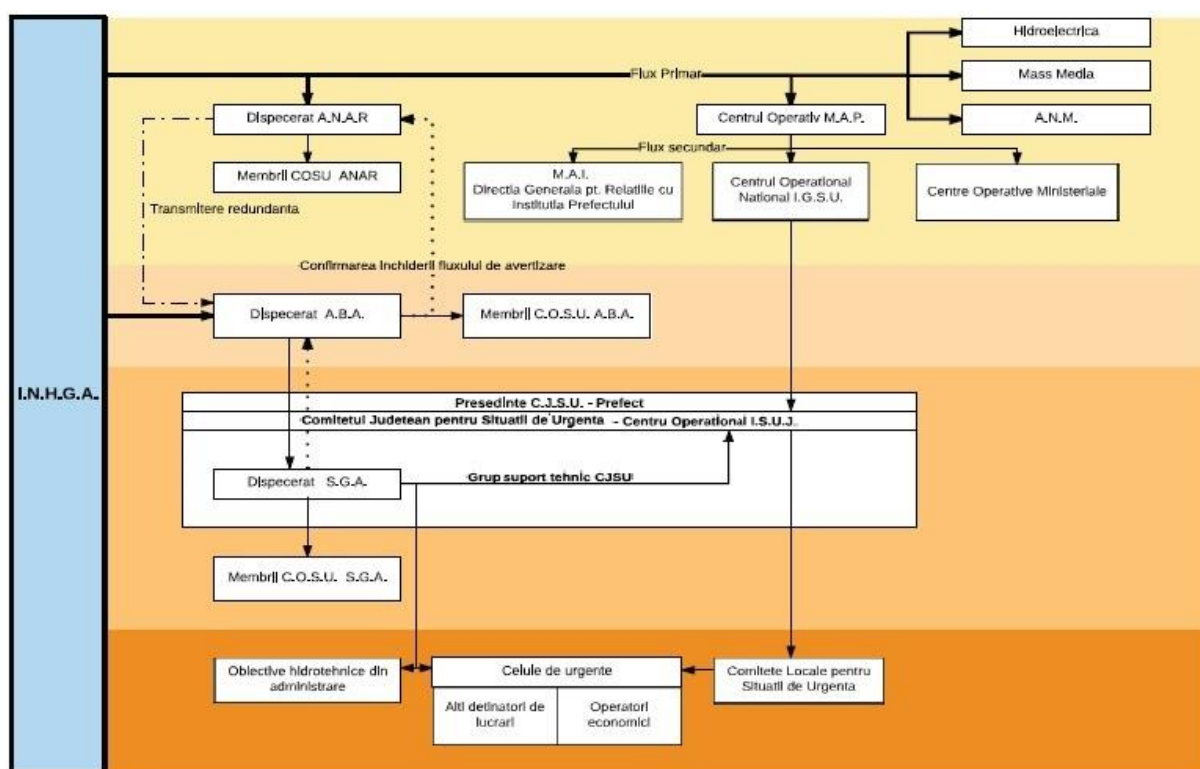 Hidroelectrica
Flux Primar
Mass Media
Dispecerat A.N.A.R
Centrul Operativ M.A.P.
A.N.M.
Flux secundar
Membrii COSU ANAR
M.A.I.
Directia Generala pt. Relatiile cu
Institutia Prefectului
Centrul Operational
National I.G.S.U.
Centre Operative Ministeriale
Transmitere redundanta
Confirmarea inchiderii fluxului de avertizare
Dispecerat A.B.A.
Membrii C.O.S.U. A.B.A.
I.N.H.G.A.
Presedinte C.J.S.U. - Prefect
Comitetul Judetean pentru Situatii de Urgenta - Centru Operational I.S.U.J.
Dispecerat S.G.A.
Grup suport tehnic CJSU
Membrii C.O.S.U. S.G.A.
Obiective hidrotehnice din
administrare
Celule de urgente
Comitete Locale pentru
Situatii de Urgenta
Alti detinatori de
lucrari
Operatori
economici